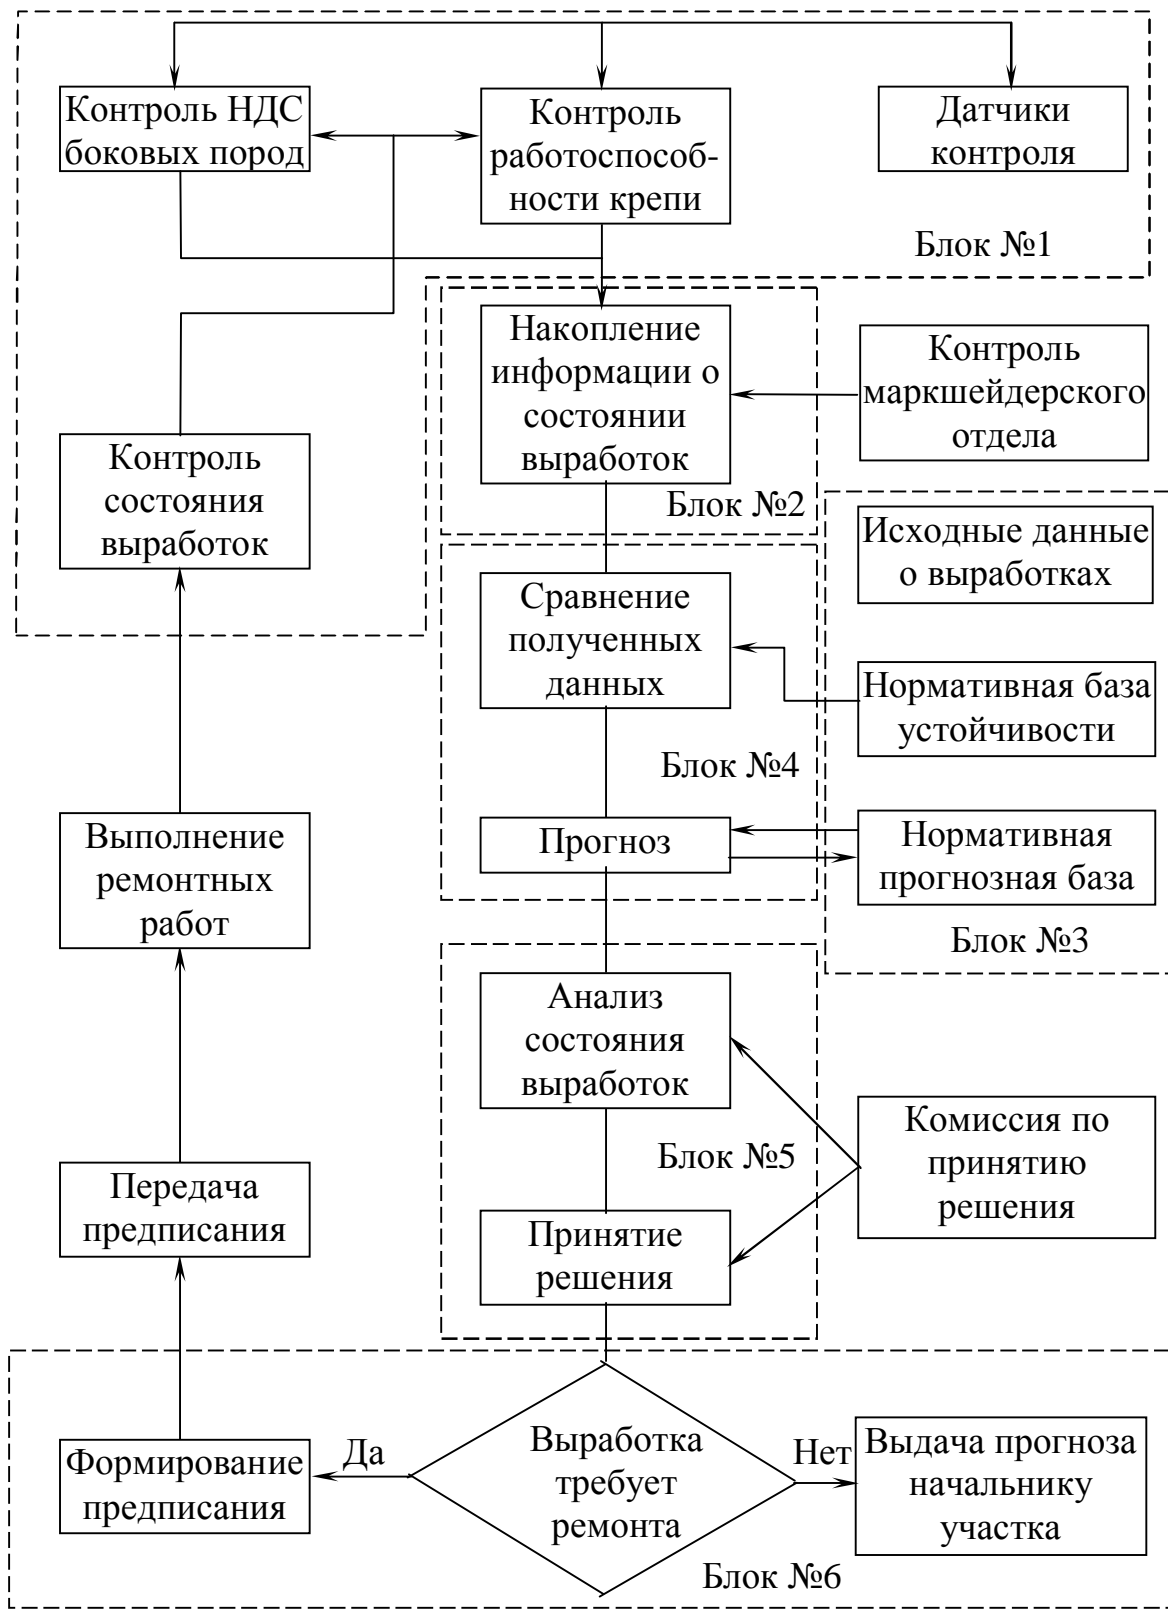 Контроль НДС
боковых пород
Контроль
работоспособ-
ности крепи
Датчики
контроля
Блок №1
Накопление
информации о
состоянии
выработок
Блок №2
Контроль
маркшейдерского
отдела
Контроль
состояния
выработок
Исходные данные
о выработках
Сравнение
полученных
данных
Нормативная база
устойчивости
Блок №4
Прогноз
Нормативная
прогнозная база
Блок №3
Выполнение
ремонтных
работ
Анализ
состояния
выработок
Блок №5
Комиссия по
принятию
решения
Передача
предписания
Принятие
решения
Формирование
предписания
Да
Выработка
требует
ремонта
Нет
Выдача прогноза
начальнику
участка
Блок №6